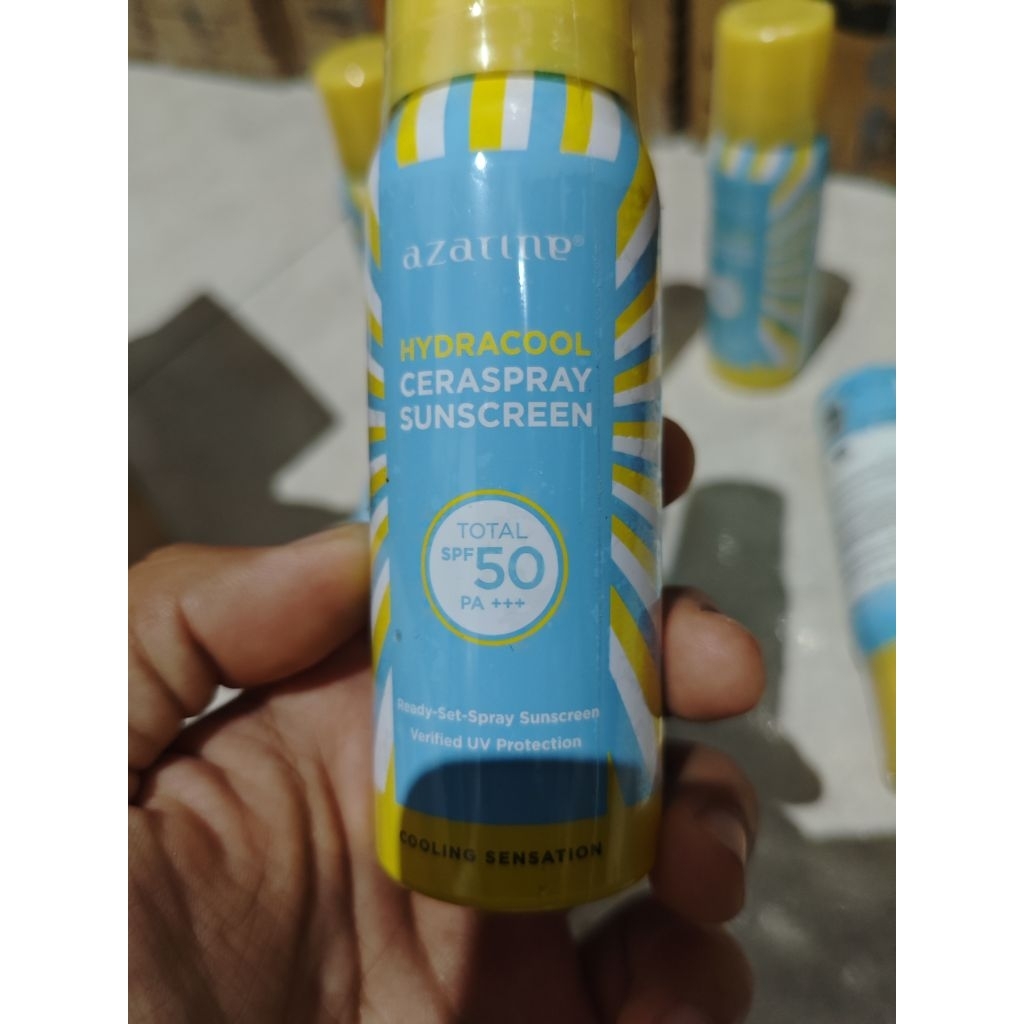 azarine®
HYDRACOOL
CERASPRAY
SUNSCREEN
TOTAL
SPF 50
PA +++
Ready-Set-Spray Sunscreen
Verified UV Protection
COOLING SENSATION